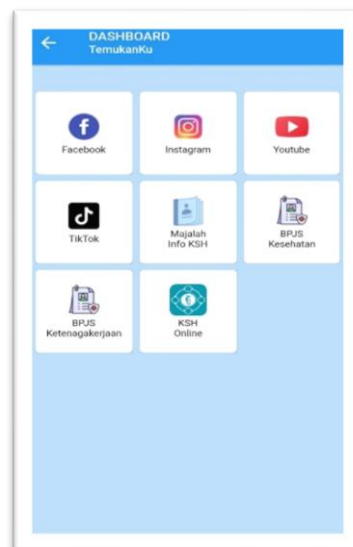 DASHBOARD
TemukanKu
Facebook
Instagram
Youtube
TikTok
Majalah
Info KSH
BPJS
Kesehatan
BPJS
Ketenagakerjaan
KSH
Online